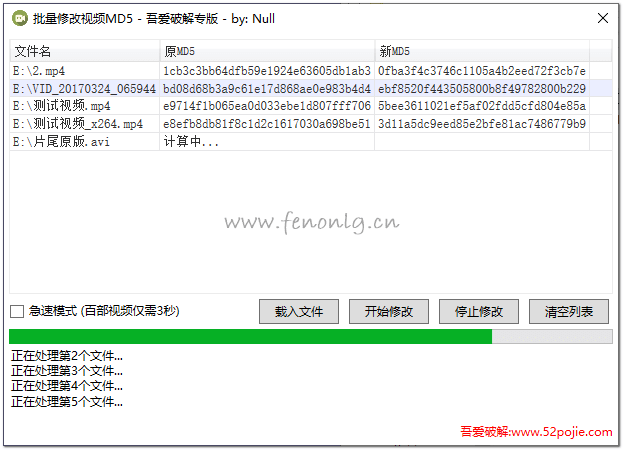 批量修改视频MD5 - 吾爱破解专版 - by: Null
文件名 原MD5 新MD5
E:\2.mp4 1cb3c3bb64dfb59e1924e63605db1ab3 0fba3f4c3746c1105a4b2eed72f3cb7e
E:\VID_20170324_065944 bd08d68b3a9c61e17d868ae0e983b4d4 ebf8520f443505800b8f49782800b229
E:\测试视频.mp4 e9714f1b065ea0d033ebe1d807fff706 5bee3611021ef5af02fdd5cfd804e85a
E:\测试视频_x264.mp4 e8efb8db81f8c1d2c1617030a698be51 3d11a5dc9eed85e2bfe81ac7486779b9
E:\片尾原版.avi 计算中...
www.fenonlg.cn
急速模式 (百部视频仅需3秒) 载入文件 开始修改 停止修改 清空列表
正在处理第2个文件...
正在处理第3个文件...
正在处理第4个文件...
正在处理第5个文件...
吾爱破解:www.52pojie.com